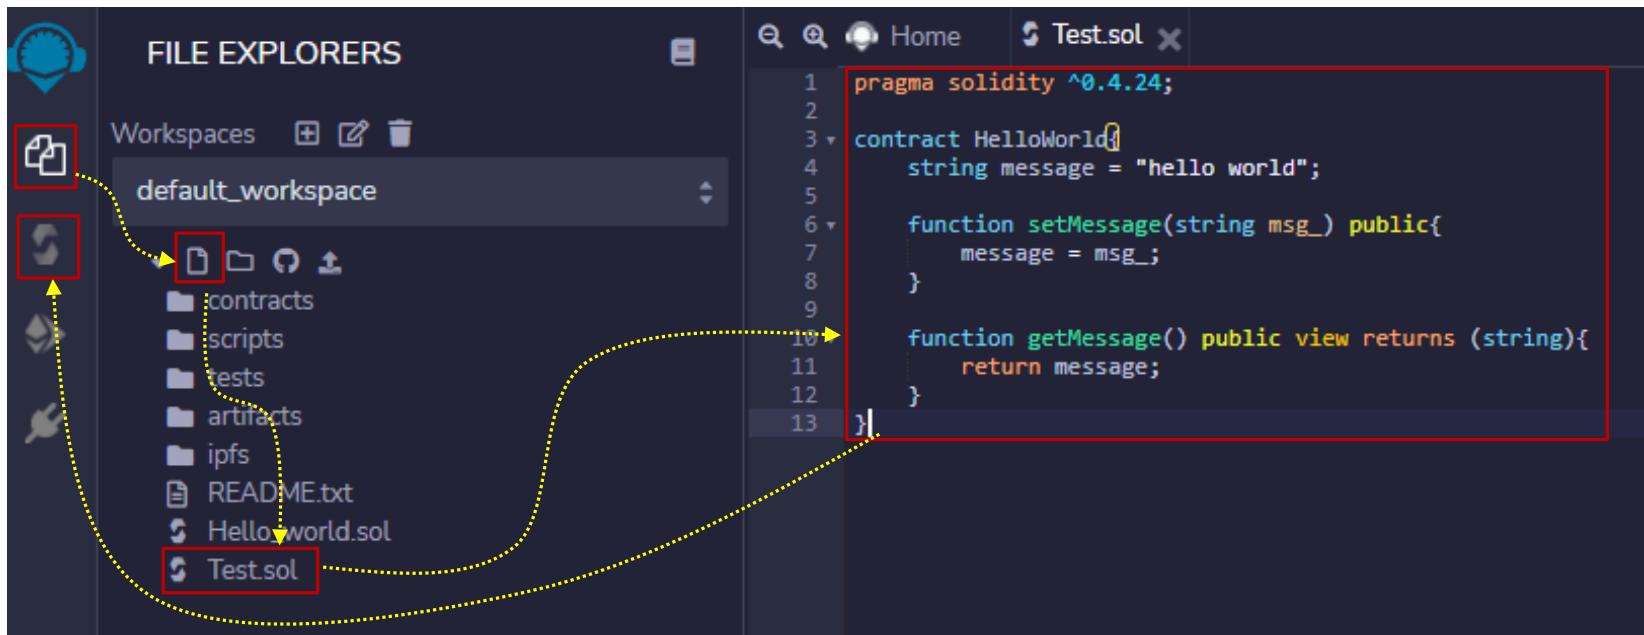 FILE EXPLORERS
Workspaces
default_workspace
contracts
scripts
tests
artifacts
ipfs
README.txt
Hello_world.sol
Test.sol
Home
Test.sol
1 pragma solidity ^0.4.24;
2
3 contract HelloWorld{
4 string message = "hello world";
5
6 function setMessage(string msg_) public{
7 message = msg_;
8 }
9
10 function getMessage() public view returns (string){
11 return message;
12 }
13 }